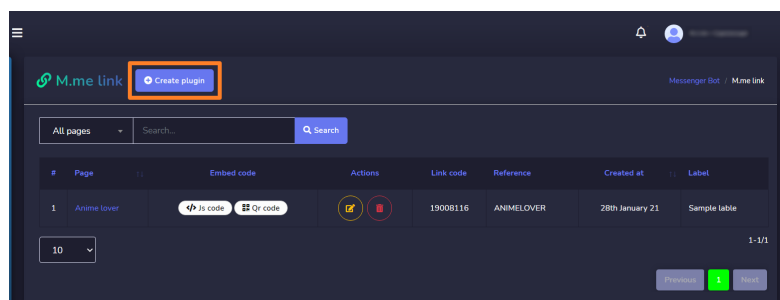 M.me link
Create plugin
Messenger Bot / M.me link
All pages
Search...
Search
# Page Embed code Actions Link code Reference Created at Label
1 Anime lover Js code Qr code 19008116 ANIMELOVER 28th January 21 Sample lable
10
1-1/1
Previous 1 Next